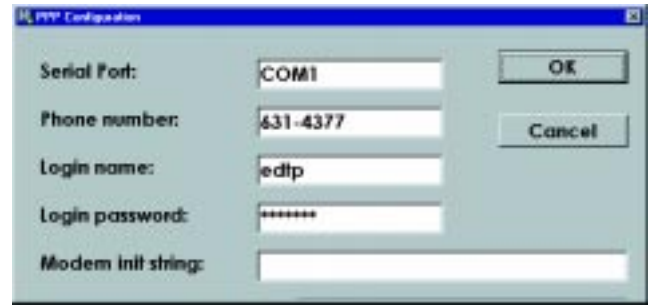 PPP Configuration
Serial Port: COM1 OK
Phone number: 631-4377
Cancel
Login name: edtp
Login password: *******
Modem init string: